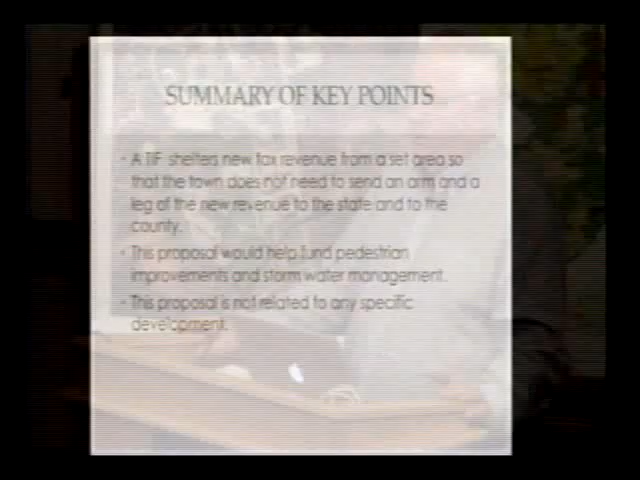 SUMMARY OF KEY POINTS
· A TIF shelters new tax revenue from a set area so
that the town does not need to send an arm and a
leg of the new revenue to the state and to the
county.
· This proposal would help fund pedestrian
improvements and storm water management.
· This proposal is not related to any specific
development.